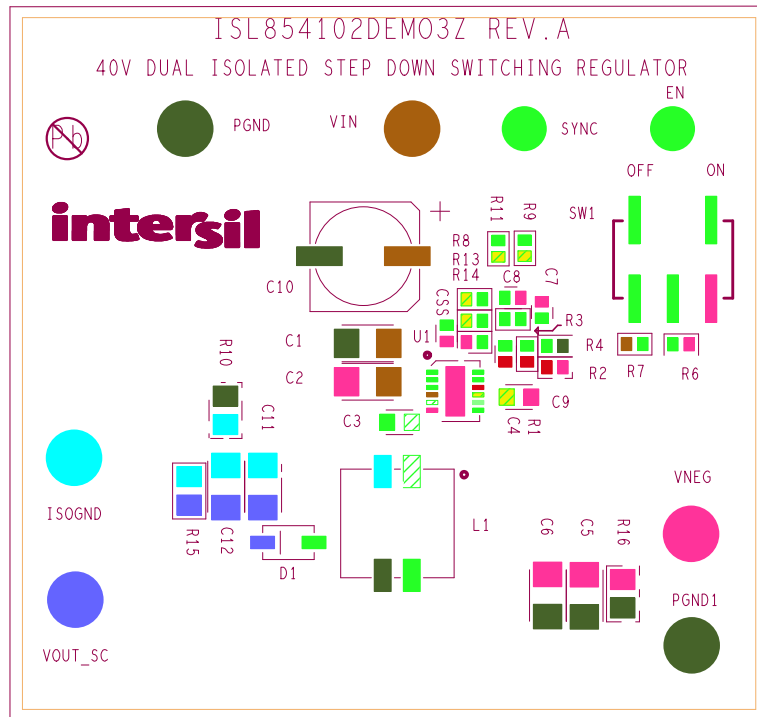 ISL854102DEMO3Z REV.A
40V DUAL ISOLATED STEP DOWN SWITCHING REGULATOR
EN
Pb
PGND
VIN
SYNC
OFF
ON
SW1
intersil
R11
R9
R8
R13
R14
C8
C7
C10
CSS
R3
U1
C1
R10
R4
C2
R2
R7
R6
C11
C3
C9
C4
R1
VNEG
ISOGND
L1
R15
C12
C6
C5
R16
D1
PGND1
VOUT_SC